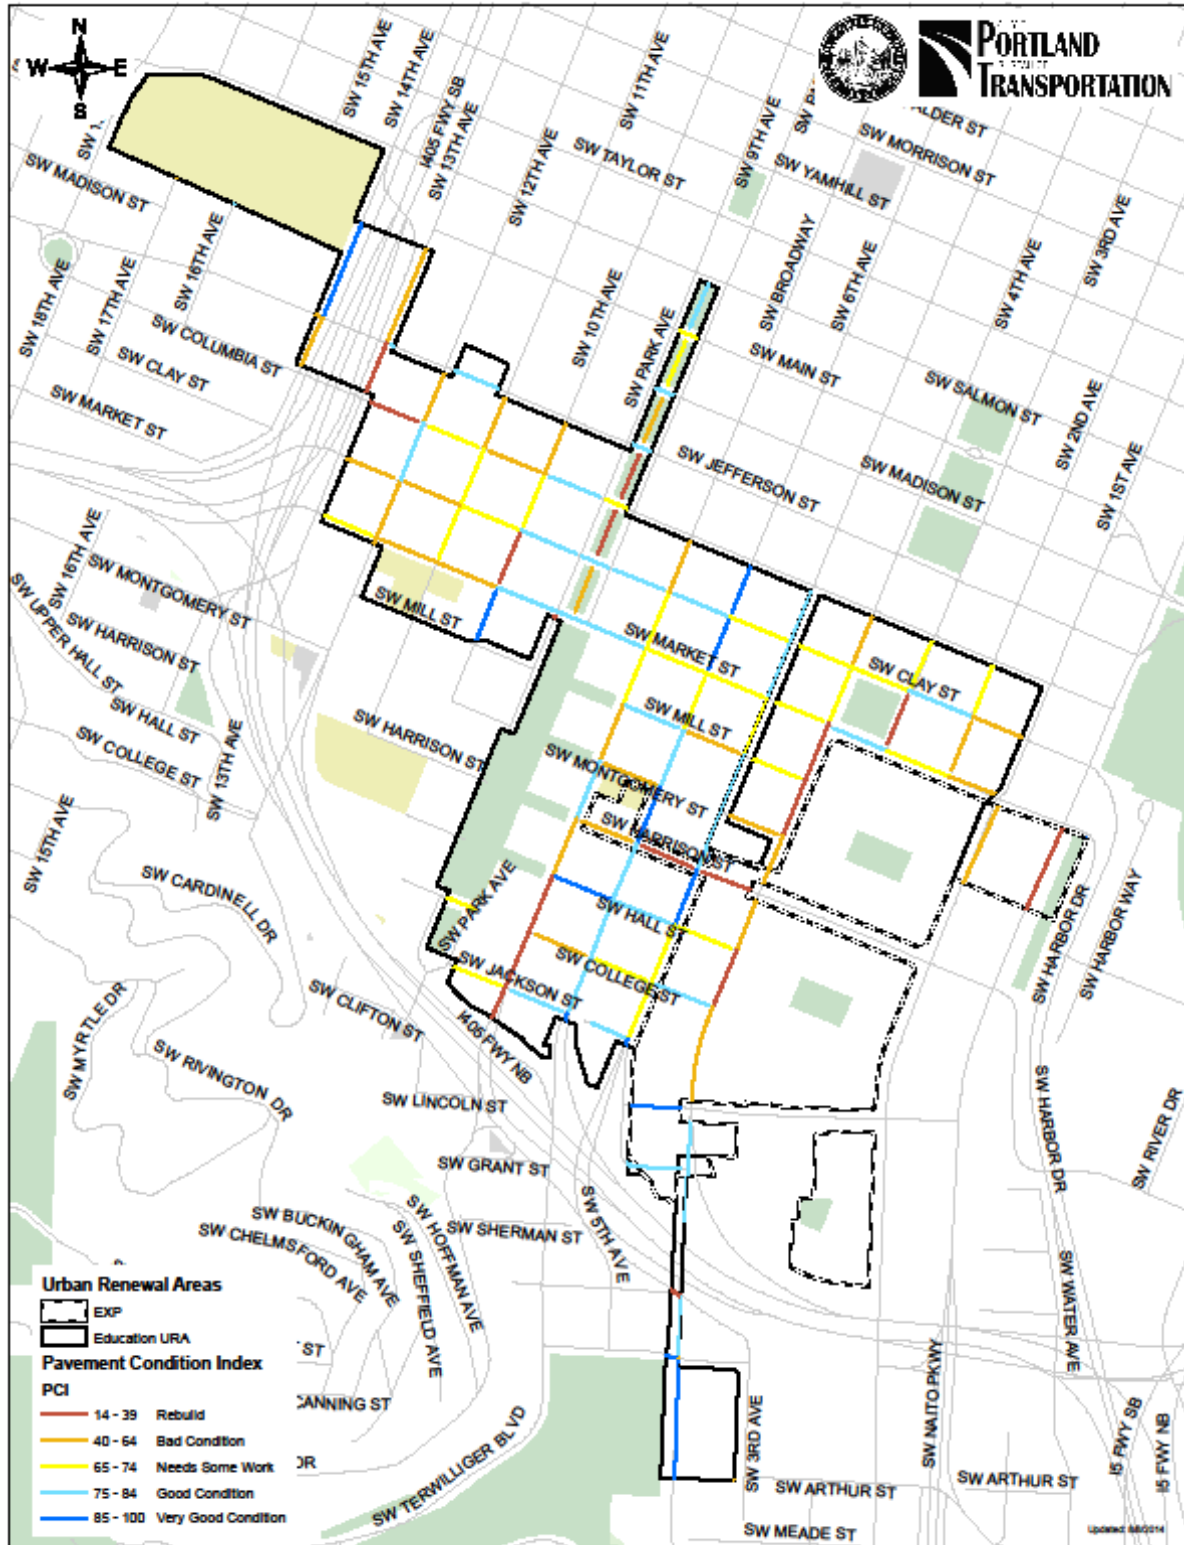 N
W E
S
PORTLAND
TRANSPORTATION
SW 15TH AVE
SW 14TH AVE
I405 FWY SB
SW 13TH AVE
SW 12TH AVE
SW 11TH AVE
SW TAYLOR ST
SW 9TH AVE
ALDER ST
SW MORRISON ST
SW YAMHILL ST
SW MADISON ST
SW 18TH AVE
SW 17TH AVE
SW 16TH AVE
SW COLUMBIA ST
SW CLAY ST
SW MARKET ST
SW 10TH AVE
SW PARK AVE
SW BROADWAY
SW 6TH AVE
SW 4TH AVE
SW 3RD AVE
SW MAIN ST
SW SALMON ST
SW 2ND AVE
SW 1ST AVE
SW JEFFERSON ST
SW MADISON ST
SW 16TH AVE
SW MONTGOMERY ST
SW UPPER HALL ST
SW HARRISON ST
SW HALL ST
SW COLLEGE ST
SW 13TH AVE
SW 15TH AVE
SW MILL ST
SW HARRISON ST
SW MARKET ST
SW CLAY ST
SW MILL ST
SW MONTGOMERY ST
SW HARRISON ST
SW HALL ST
SW COLLEGE ST
SW PARK AVE
SW JACKSON ST
SW CARDINELL DR
SW CLIFTON ST
I405 FWY NB
SW MYRTLE DR
SW RIVINGTON DR
SW LINCOLN ST
SW GRANT ST
SW SHERMAN ST
SW 5TH AVE
SW HARBOR DR
SW HARBOR WAY
SW HARBOR DR
SW RIVER DR
SW BUCKINGHAM AVE
SW CHELMSFORD AVE
SW HOFFMAN AVE
SW SHEFFIELD AVE
SW WATER AVE
ST
CANNING ST
DR
SW TERWILLIGER BLVD
SW 3RD AVE
SW NAITO PKWY
SW ARTHUR ST
SW ARTHUR ST
SW MEADE ST
I5 FWY SB
I5 FWY NB
Urban Renewal Areas
EXP
Education URA
Pavement Condition Index
PCI
14 - 39 Rebuild
40 - 64 Bad Condition
65 - 74 Needs Some Work
75 - 84 Good Condition
85 - 100 Very Good Condition